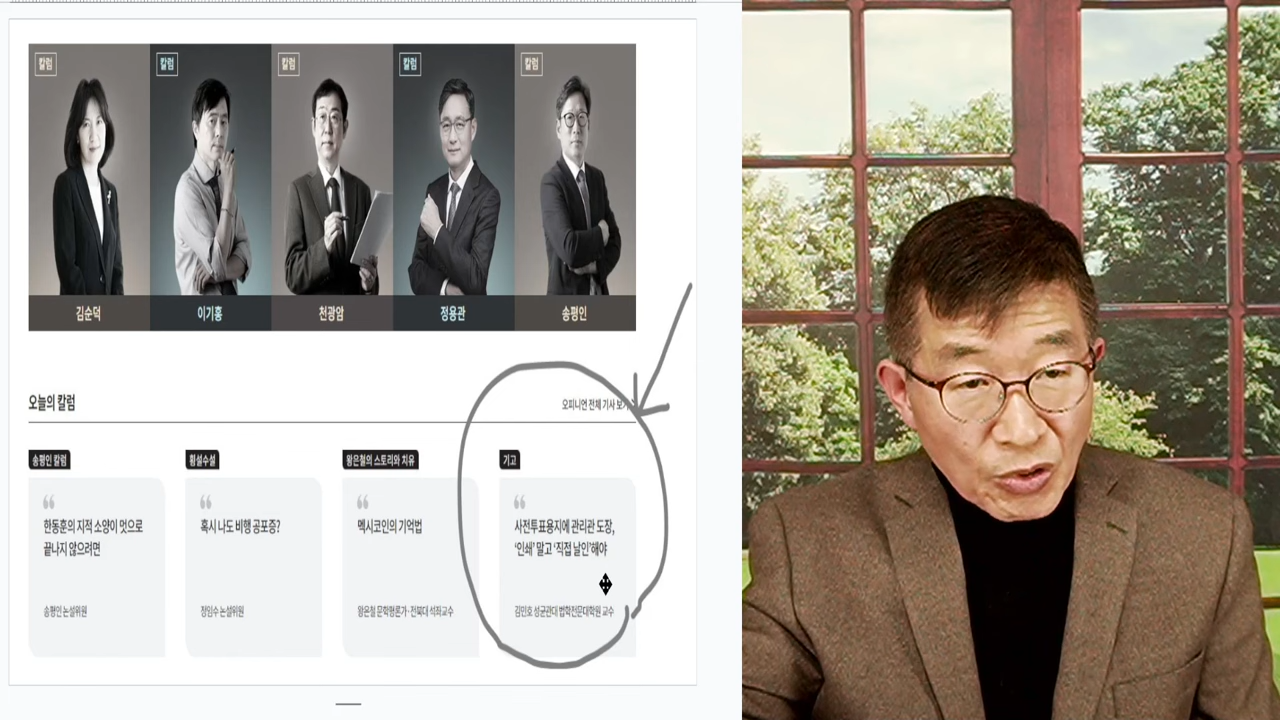 칼럼
칼럼
칼럼
칼럼
칼럼
김순덕
이기홍
천광암
정용관
송평인
오늘의 칼럼
오피니언 전체 기사 보기
송평인 칼럼
횡설수설
왕은철의 스토리와 치유
기고
한동훈의 지적 소양이 멋으로
끝나지 않으려면
혹시 나도 비행 공포증?
멕시코인의 기억법
사전투표용지에 관리관 도장,
‘인쇄’ 말고 ‘직접 날인’해야
송평인 논설위원
정임수 논설위원
왕은철 문학평론가·전북대 석좌교수
김민호 성균관대 법학전문대학원 교수